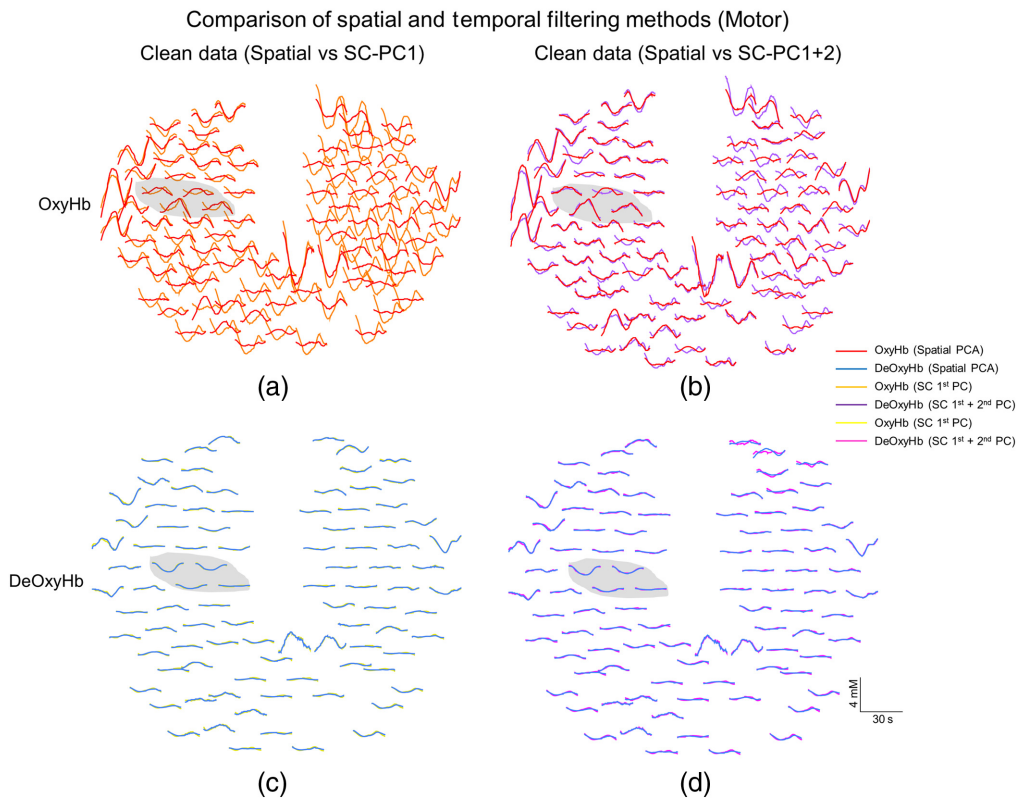 Comparison of spatial and temporal filtering methods (Motor)
Clean data (Spatial vs SC-PC1)
Clean data (Spatial vs SC-PC1+2)
OxyHb
OxyHb (Spatial PCA)
DeOxyHb (Spatial PCA)
OxyHb (SC 1st PC)
DeOxyHb (SC 1st + 2nd PC)
OxyHb (SC 1st PC)
DeOxyHb (SC 1st + 2nd PC)
(a)
(b)
DeOxyHb
4 mM
30 s
(c)
(d)